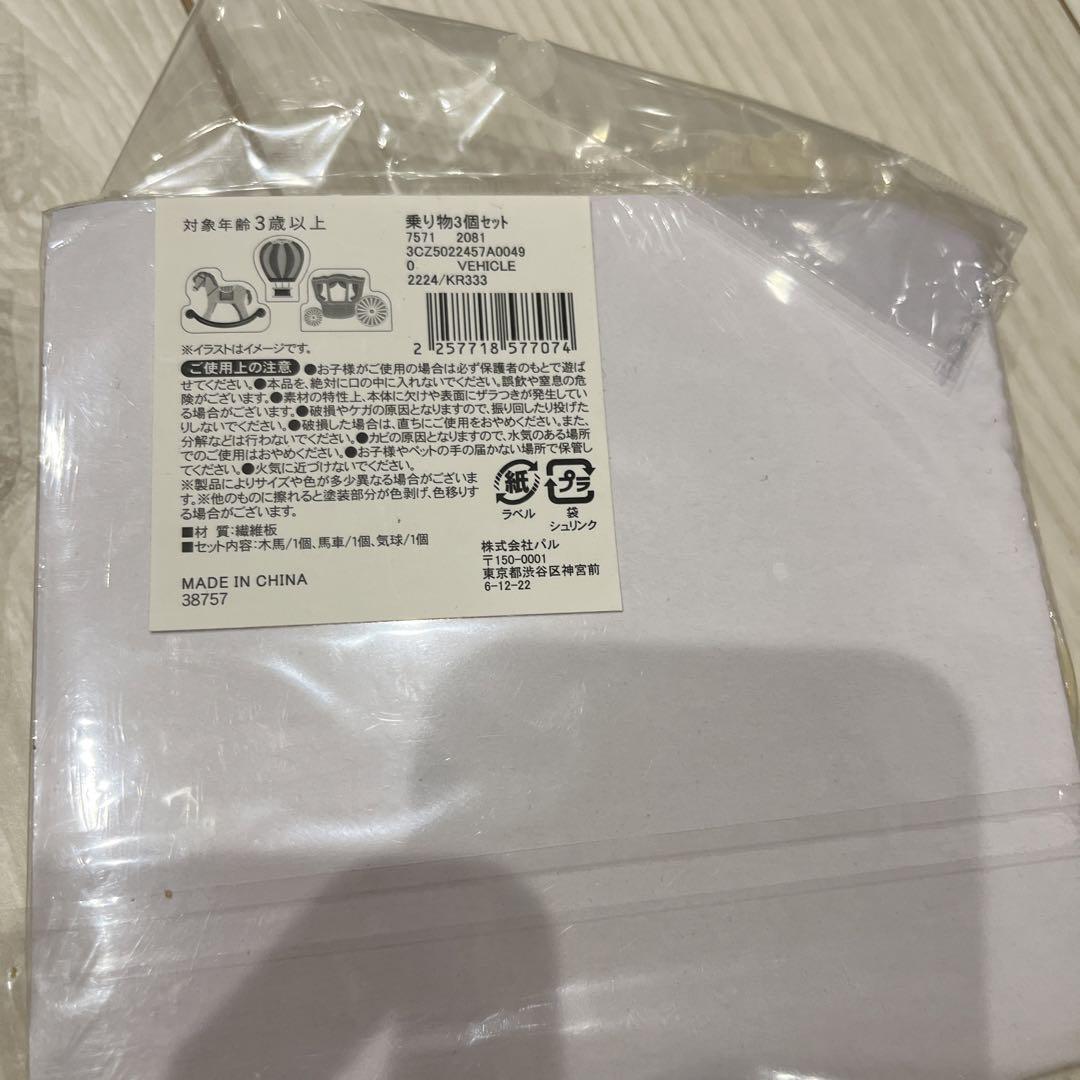 対象年齢3歳以上
乗り物3個セット
7571 2081
3CZ5022457A0049
0 VEHICLE
2224/KR333
2 257718 577074
※イラストはイメージです。
ご使用上の注意 ●お子様がご使用の場合は必ず保護者のもとで遊ば
せてください。●本品を、絶対に口の中に入れないでください。誤飲や窒息の危
険がございます。●素材の特性上、本体に欠けや表面にザラつきが発生してい
る場合がございます。●破損やケガの原因となりますので、振り回したり投げた
りしないでください。●破損した場合は、直ちにご使用をおやめください。また、
分解などは行わないでください。●カビの原因となりますので、水気のある場所
でのご使用はおやめください。●お子様やペットの手の届かない場所で保管し
てください。●火気に近づけないでください。
※製品によりサイズや色が多少異なる場合がございま
す。※他のものに擦れると塗装部分が色剥げ、色移りす
る場合がございます。
紙
ラベル
プラ
袋
シュリンク
■材 質:繊維板
■セット内容:木馬/1個、馬車/1個、気球/1個
株式会社パル
〒150-0001
東京都渋谷区神宮前
6-12-22
MADE IN CHINA
38757